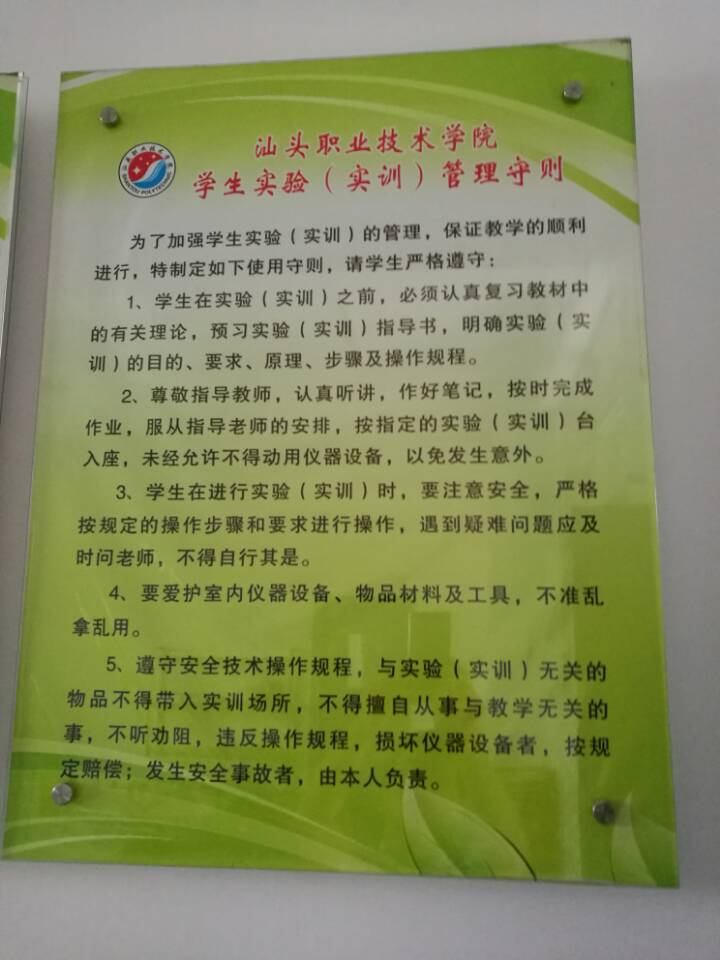 汕头职业技术学院
学生实验（实训）管理守则
为了加强学生实验（实训）的管理，保证教学的顺利
进行，特制定如下使用守则，请学生严格遵守：
1、学生在实验（实训）之前，必须认真复习教材中
的有关理论，预习实验（实训）指导书，明确实验（实
训）的目的、要求、原理、步骤及操作规程。
2、尊敬指导教师，认真听讲，作好笔记，按时完成
作业，服从指导老师的安排，按指定的实验（实训）台
入座，未经允许不得动用仪器设备，以免发生意外。
3、学生在进行实验（实训）时，要注意安全，严格
按规定的操作步骤和要求进行操作，遇到疑难问题应及
时问老师，不得自行其是。
4、要爱护室内仪器设备、物品材料及工具，不准乱
拿乱用。
5、遵守安全技术操作规程，与实验（实训）无关的
物品不得带入实训场所，不得擅自从事与教学无关的
事，不听劝阻，违反操作规程，损坏仪器设备者，按规
定赔偿；发生安全事故者，由本人负责。